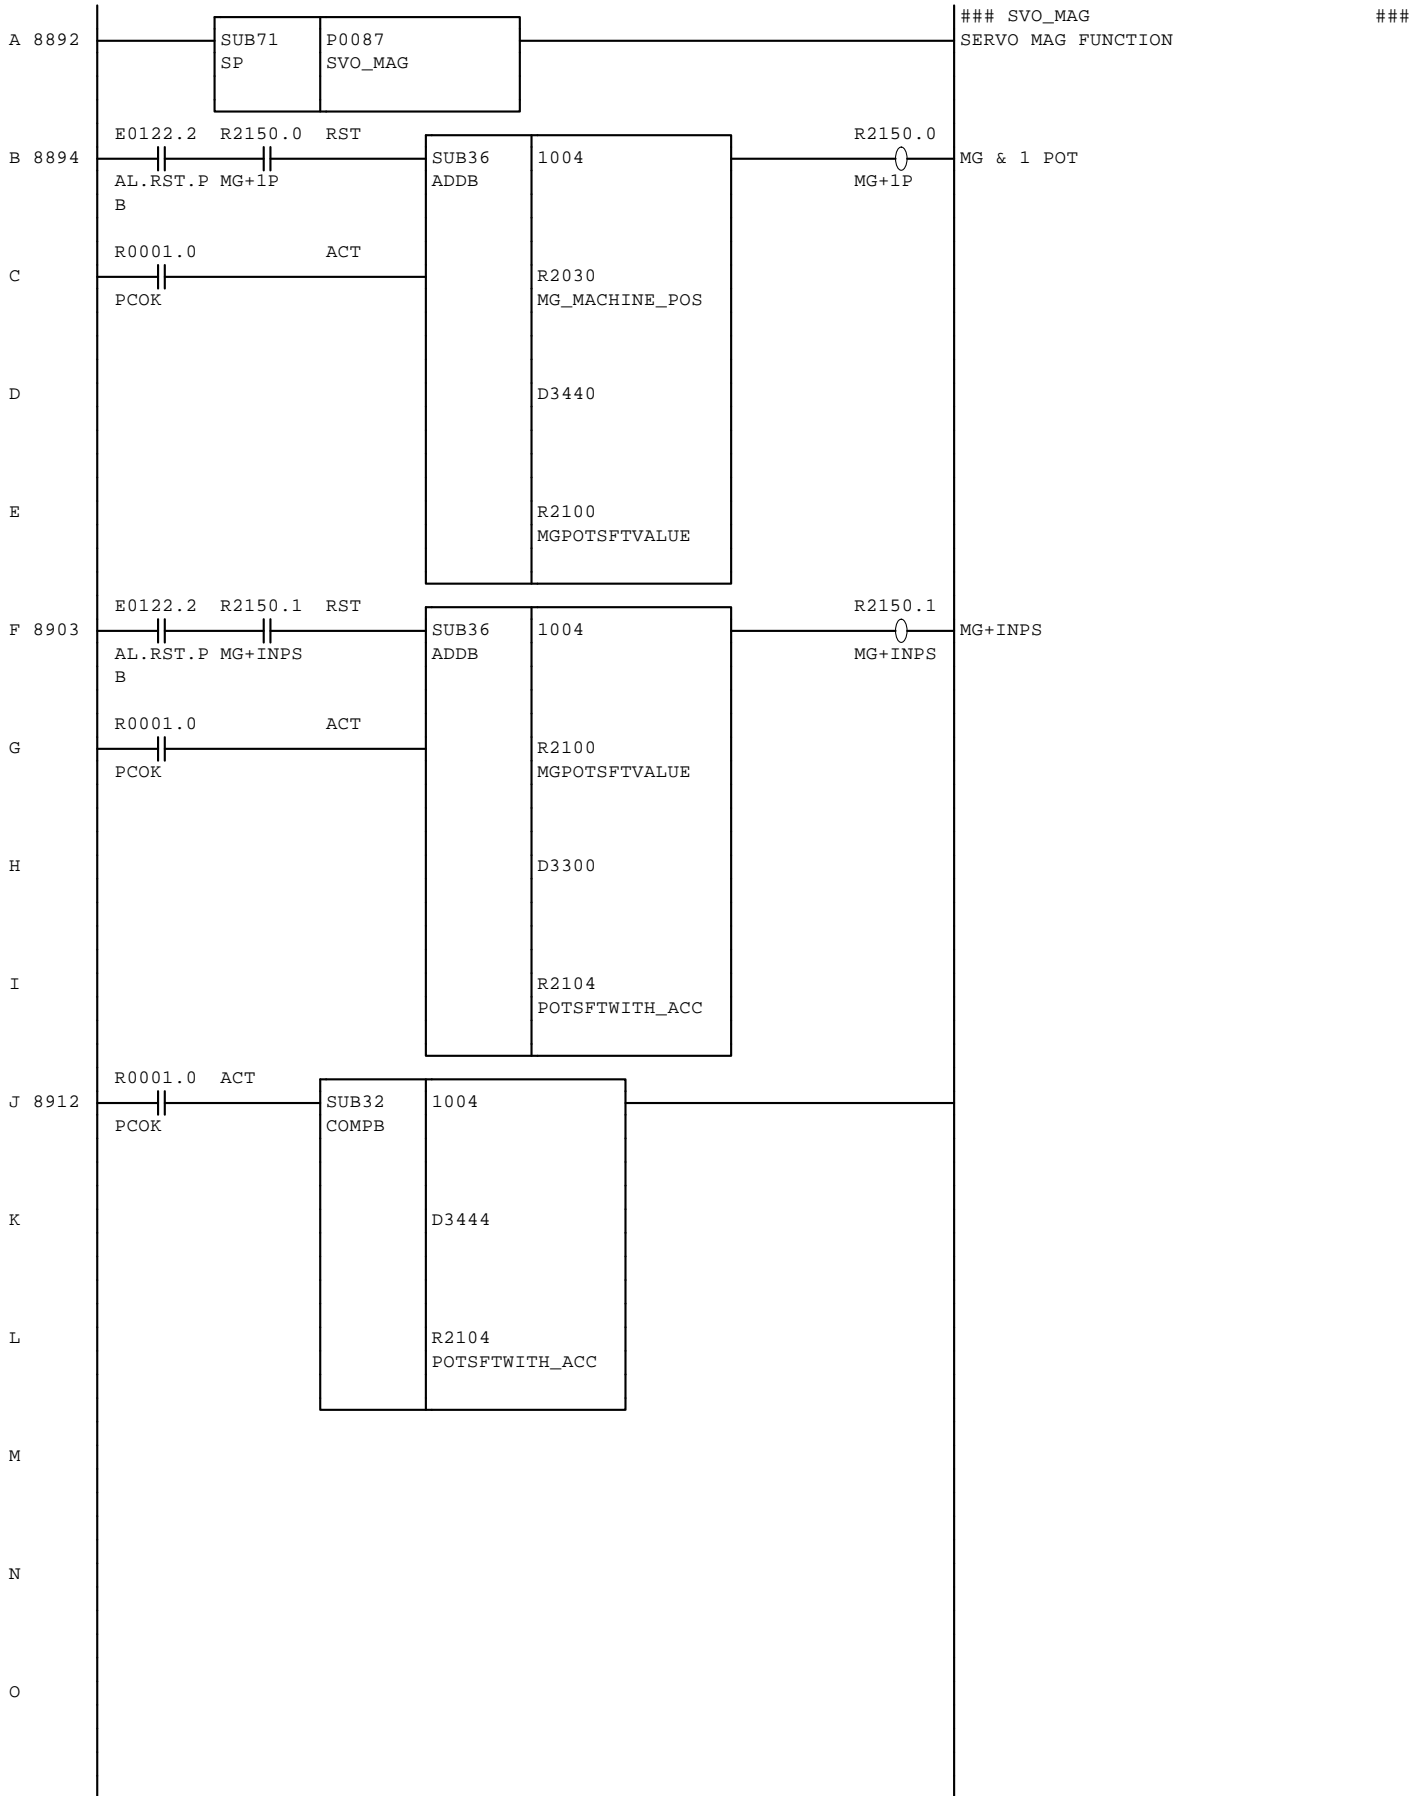 ### SVO_MAG ###
A 8892 SUB71 P0087 SERVO MAG FUNCTION
SP SVO_MAG
E0122.2 R2150.0 RST R2150.0
B 8894 SUB36 1004 MG & 1 POT
AL.RST.P MG+1P ADDB MG+1P
B
R0001.0 ACT
C R2030
PCOK MG_MACHINE_POS
D D3440
E R2100
MGPOTSFTVALUE
E0122.2 R2150.1 RST R2150.1
F 8903 SUB36 1004 MG+INPS
AL.RST.P MG+INPS ADDB MG+INPS
B
R0001.0 ACT
G R2100
PCOK MGPOTSFTVALUE
H D3300
I R2104
POTSFTWITH_ACC
R0001.0 ACT
J 8912 SUB32 1004
PCOK COMPB
K D3444
L R2104
POTSFTWITH_ACC
M
N
O